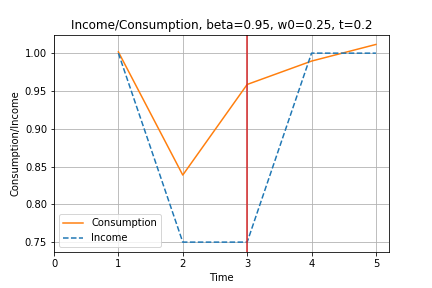 Income/Consumption, beta=0.95, w0=0.25, t=0.2
Consumption/Income
1.00
0.95
0.90
0.85
0.80
0.75
Consumption
Income
0
1
2
3
4
5
Time